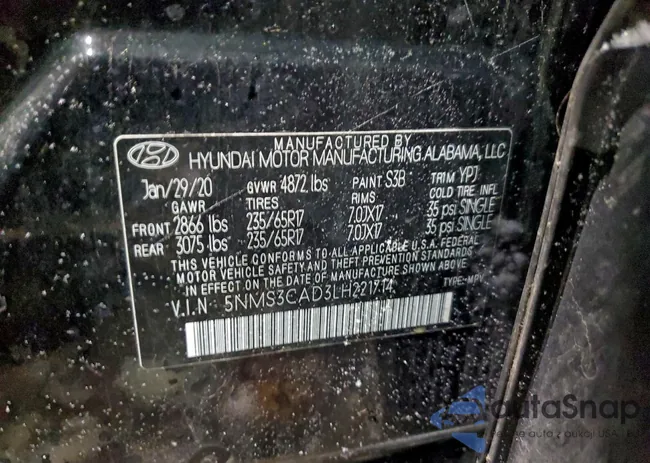 MANUFACTURED BY
HYUNDAI MOTOR MANUFACTURING ALABAMA, LLC
Jan/29/20 GVWR 4872 lbs PAINT S3B TRIM YPJ
GAWR TIRES RIMS COLD TIRE INFL
FRONT 2866 lbs 235/65R17 7.0JX17 35 psi SINGLE
REAR 3075 lbs 235/65R17 7.0JX17 35 psi SINGLE
THIS VEHICLE CONFORMS TO ALL APPLICABLE U.S.A. FEDERAL
MOTOR VEHICLE SAFETY AND THEFT PREVENTION STANDARDS
IN EFFECT ON THE DATE OF MANUFACTURE SHOWN ABOVE
TYPE:MPV
V.I.N 5NMS3CAD3LH221714
autaSnap